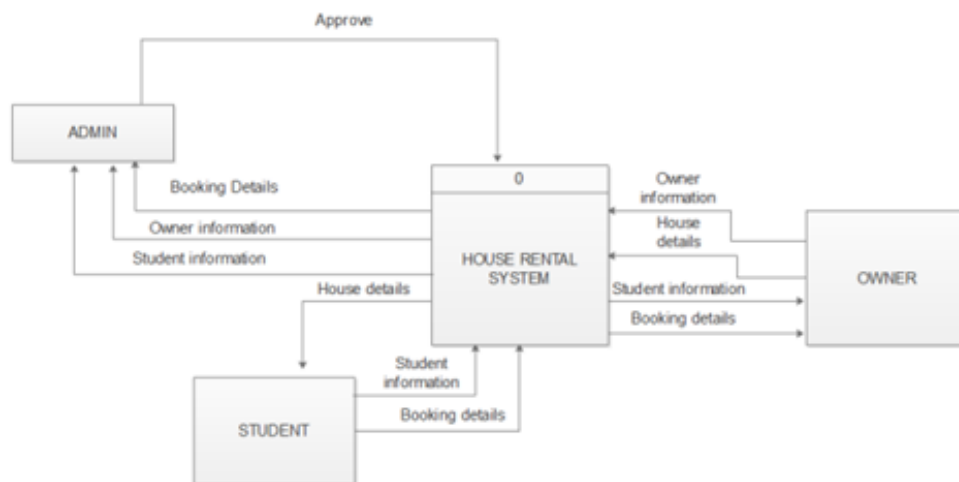 Approve
ADMIN
0
Booking Details
Owner information
Student information
House details
HOUSE RENTAL
SYSTEM
Owner
information
House
details
Student information
Booking details
OWNER
Student
information
Booking details
STUDENT